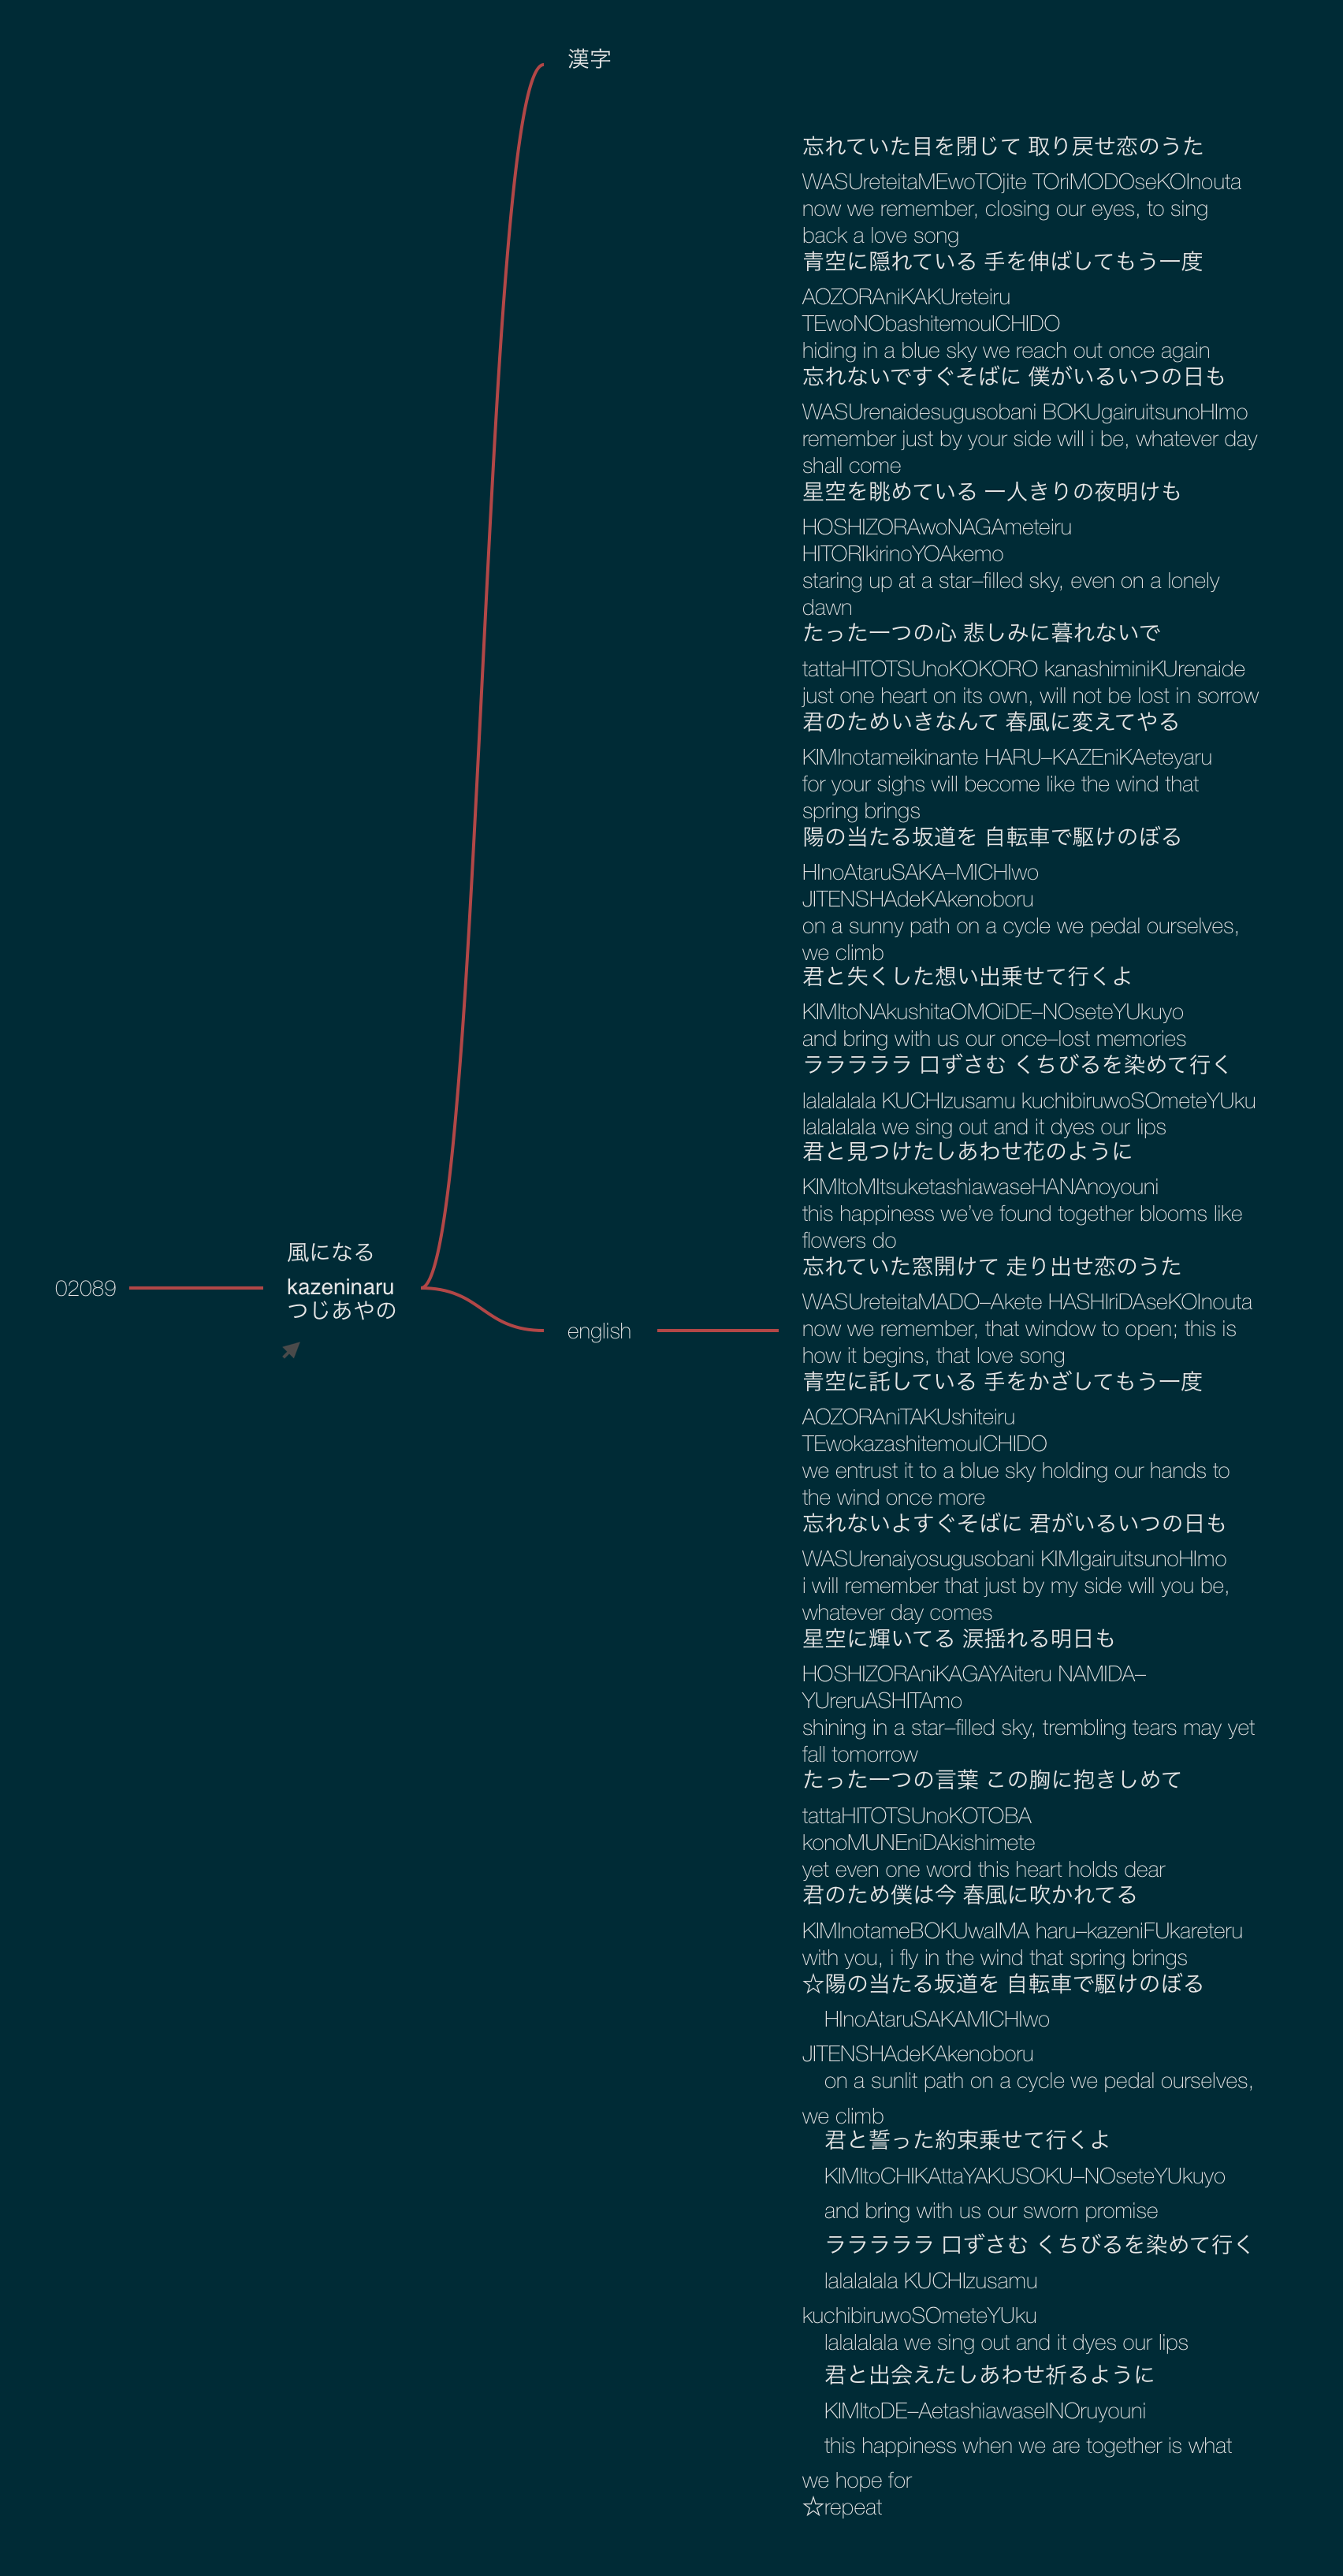 漢字
忘れていた目を閉じて 取り戻せ恋のうた
WASUreteitaMEwoTOjite TOriMODOseKOInouta
now we remember, closing our eyes, to sing
back a love song
青空に隠れている 手を伸ばしてもう一度
AOZORAniKAKUreteiru
TEwoNObashitemouICHIDO
hiding in a blue sky we reach out once again
忘れないですぐそばに 僕がいるいつの日も
WASUrenaidesugusobani BOKUgairuitsunoHImo
remember just by your side will i be, whatever day
shall come
星空を眺めている 一人きりの夜明けも
HOSHIZORAwoNAGAmeteiru
HITORIkirinoYOAkemo
staring up at a star–filled sky, even on a lonely
dawn
たった一つの心 悲しみに暮れないで
tattaHITOTSUnoKOKORO kanashiminiKUrenaide
just one heart on its own, will not be lost in sorrow
君のためいきなんて 春風に変えてやる
KIMInotameikinante HARU–KAZEniKAeteyaru
for your sighs will become like the wind that
spring brings
陽の当たる坂道を 自転車で駆けのぼる
HInoAtaruSAKA–MICHIwo
JITENSHAdeKAkenoboru
on a sunny path on a cycle we pedal ourselves,
we climb
君と失くした想い出乗せて行くよ
KIMItoNAkushitaOMOiDE–NOseteYUkuyo
and bring with us our once–lost memories
ラララララ 口ずさむ くちびるを染めて行く
lalalalala KUCHIzusamu kuchibiruwoSOmeteYUku
lalalalala we sing out and it dyes our lips
君と見つけたしあわせ花のように
KIMItoMItsuketashiawaseHANAnoyouni
this happiness we’ve found together blooms like
flowers do
忘れていた窓開けて 走り出せ恋のうた
WASUreteitaMADO–Akete HASHIriDAseKOInouta
now we remember, that window to open; this is
how it begins, that love song
青空に託している 手をかざしてもう一度
AOZORAniTAKUshiteiru
TEwokazashitemouICHIDO
we entrust it to a blue sky holding our hands to
the wind once more
忘れないよすぐそばに 君がいるいつの日も
WASUrenaiyosugusobani KIMIgairuitsunoHImo
i will remember that just by my side will you be,
whatever day comes
星空に輝いてる 涙揺れる明日も
HOSHIZORAniKAGAYAiteru NAMIDA–
YUreruASHITAmo
shining in a star–filled sky, trembling tears may yet
fall tomorrow
たった一つの言葉 この胸に抱きしめて
tattaHITOTSUnoKOTOBA
konoMUNEniDAkishimete
yet even one word this heart holds dear
君のため僕は今 春風に吹かれてる
KIMInotameBOKUwaIMA haru–kazeniFUkareteru
with you, i fly in the wind that spring brings
☆陽の当たる坂道を 自転車で駆けのぼる
HInoAtaruSAKAMICHIwo
JITENSHAdeKAkenoboru
on a sunlit path on a cycle we pedal ourselves,
we climb
君と誓った約束乗せて行くよ
KIMItoCHIKAttaYAKUSOKU–NOseteYUkuyo
and bring with us our sworn promise
ラララララ 口ずさむ くちびるを染めて行く
lalalalala KUCHIzusamu
kuchibiruwoSOmeteYUku
lalalalala we sing out and it dyes our lips
君と出会えたしあわせ祈るように
KIMItoDE–AetashiawaseINOruyouni
this happiness when we are together is what
we hope for
☆repeat
02089
風になる
kazeninaru
つじあやの
english